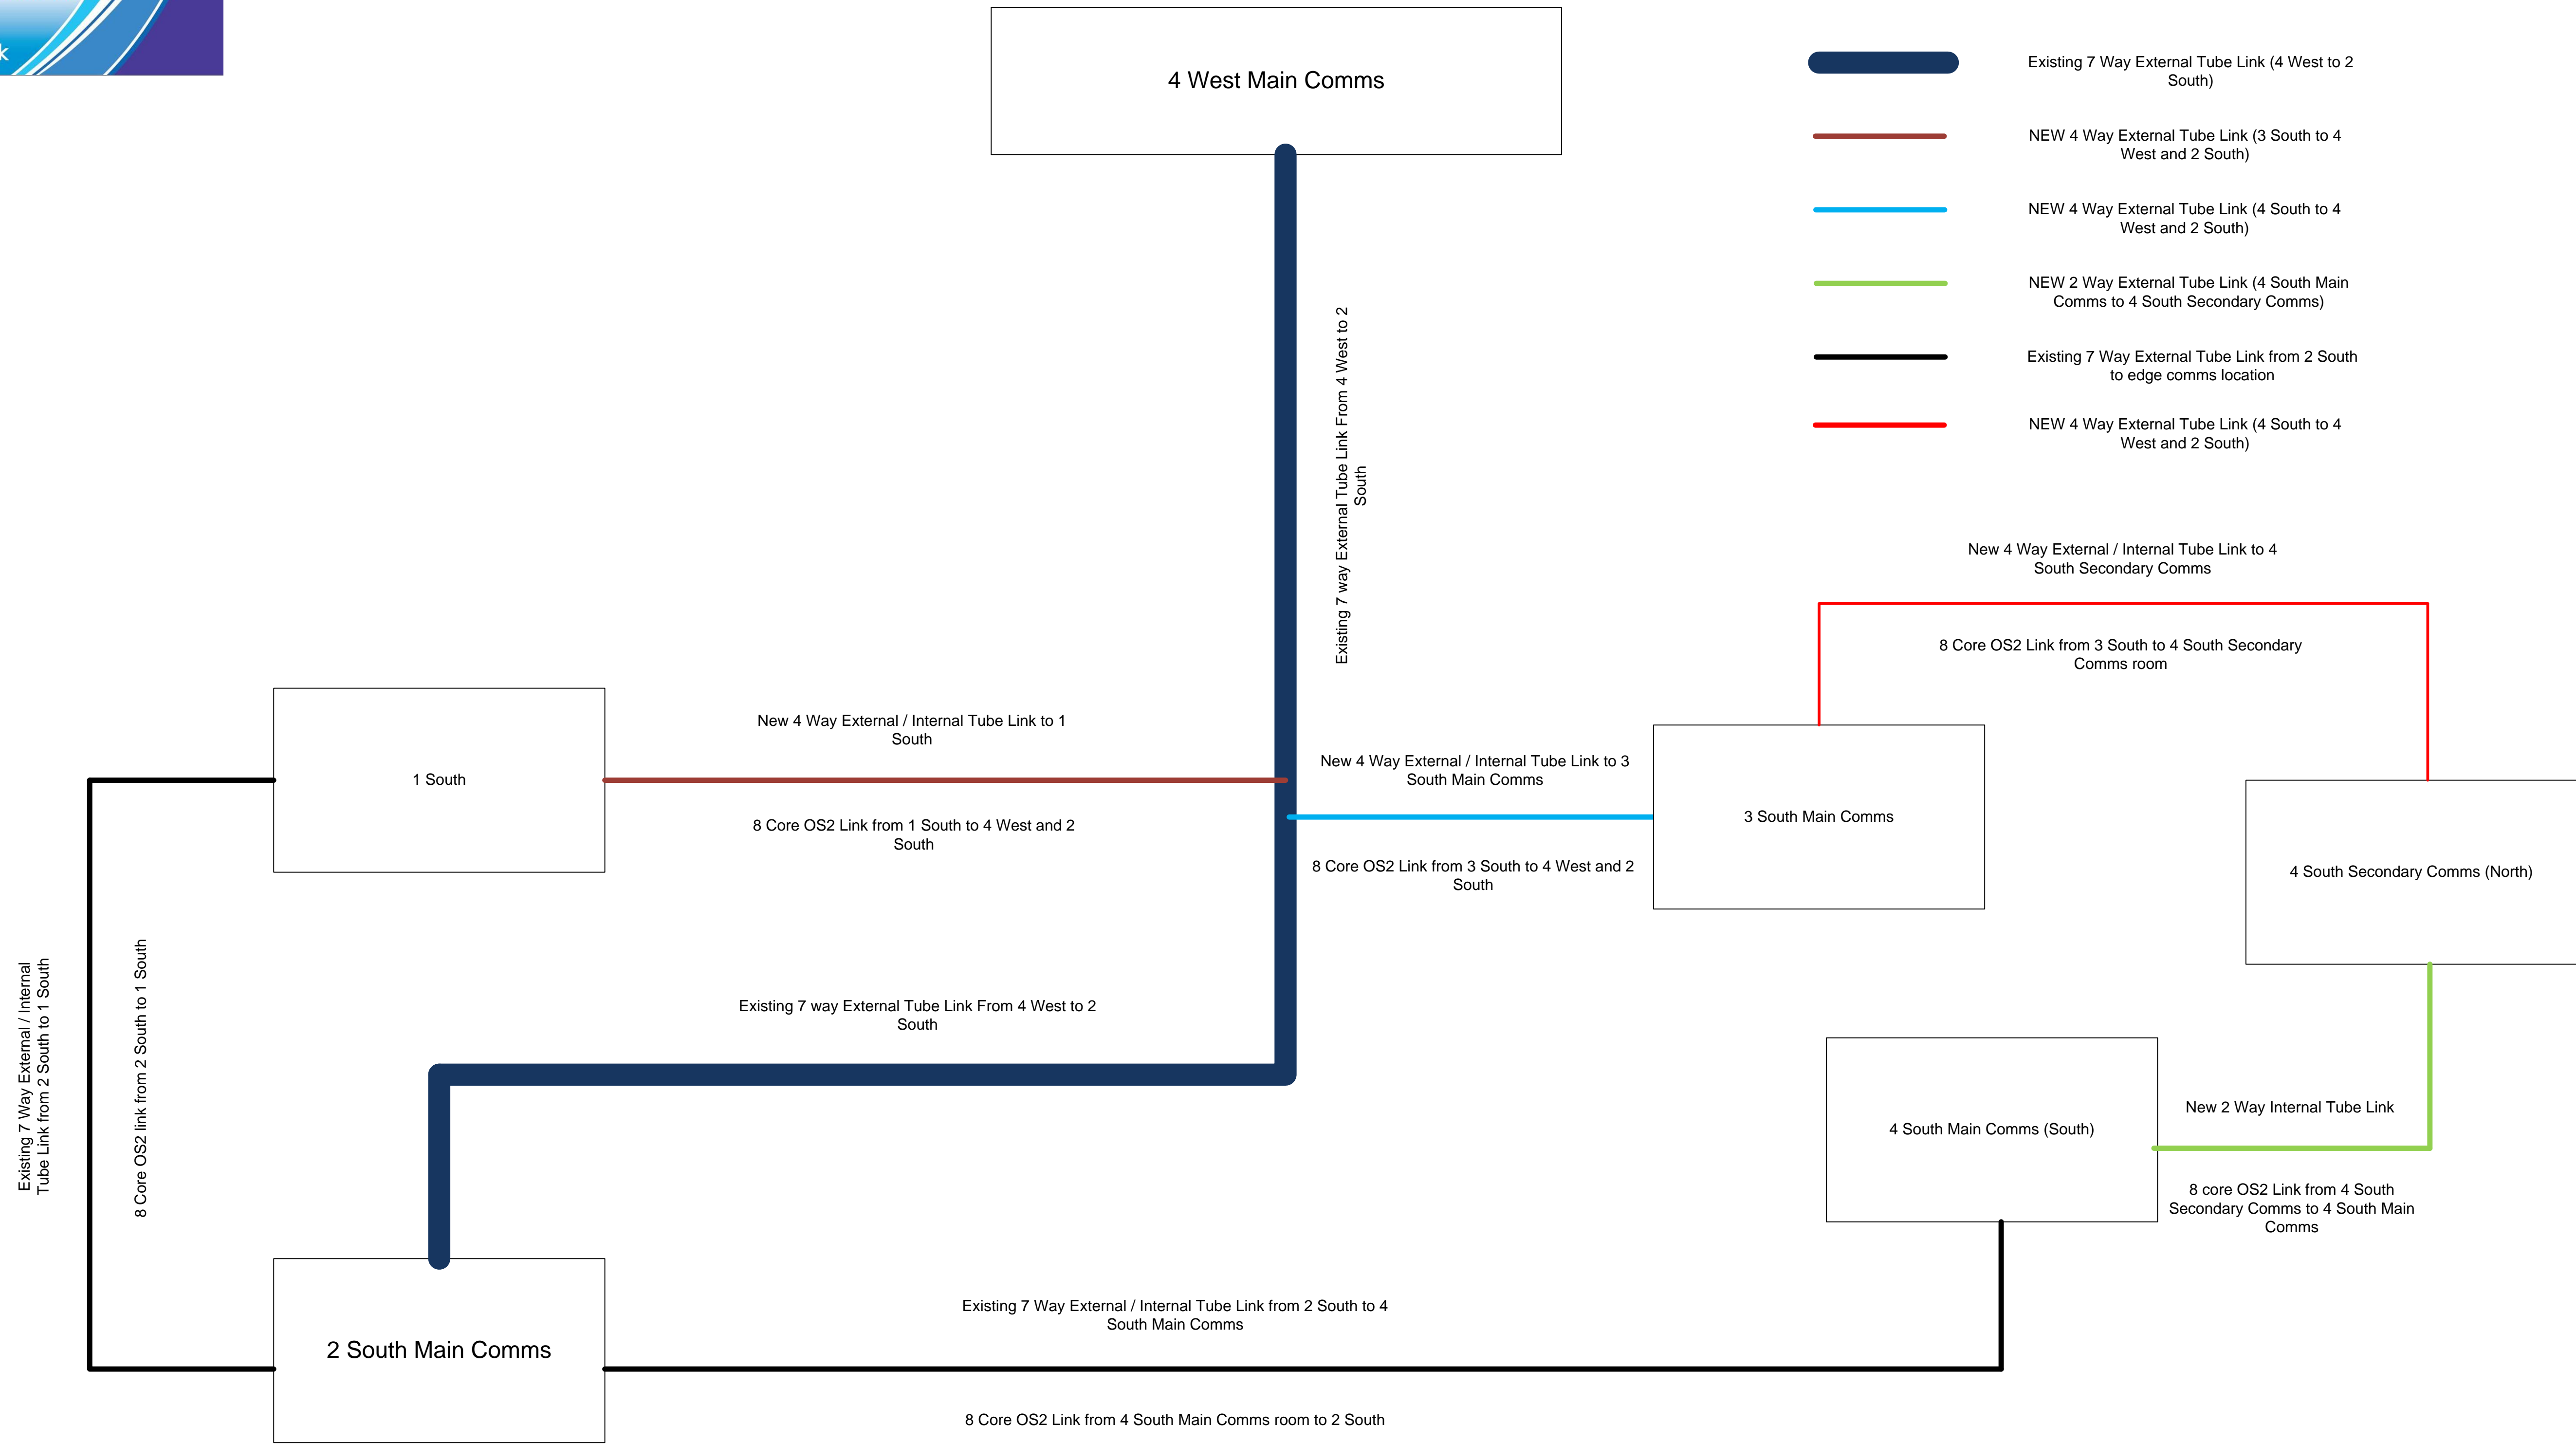 k
4 West Main Comms
Existing 7 Way External Tube Link (4 West to 2
South)
NEW 4 Way External Tube Link (3 South to 4
West and 2 South)
NEW 4 Way External Tube Link (4 South to 4
West and 2 South)
NEW 2 Way External Tube Link (4 South Main
Comms to 4 South Secondary Comms)
Existing 7 Way External Tube Link from 2 South
to edge comms location
NEW 4 Way External Tube Link (4 South to 4
West and 2 South)
Existing 7 way External Tube Link From 4 West to 2
South
New 4 Way External / Internal Tube Link to 4
South Secondary Comms
8 Core OS2 Link from 3 South to 4 South Secondary
Comms room
1 South
New 4 Way External / Internal Tube Link to 1
South
8 Core OS2 Link from 1 South to 4 West and 2
South
New 4 Way External / Internal Tube Link to 3
South Main Comms
8 Core OS2 Link from 3 South to 4 West and 2
South
3 South Main Comms
4 South Secondary Comms (North)
Existing 7 Way External / Internal
Tube Link from 2 South to 1 South
8 Core OS2 link from 2 South to 1 South
Existing 7 way External Tube Link From 4 West to 2
South
4 South Main Comms (South)
New 2 Way Internal Tube Link
8 core OS2 Link from 4 South
Secondary Comms to 4 South Main
Comms
2 South Main Comms
Existing 7 Way External / Internal Tube Link from 2 South to 4
South Main Comms
8 Core OS2 Link from 4 South Main Comms room to 2 South